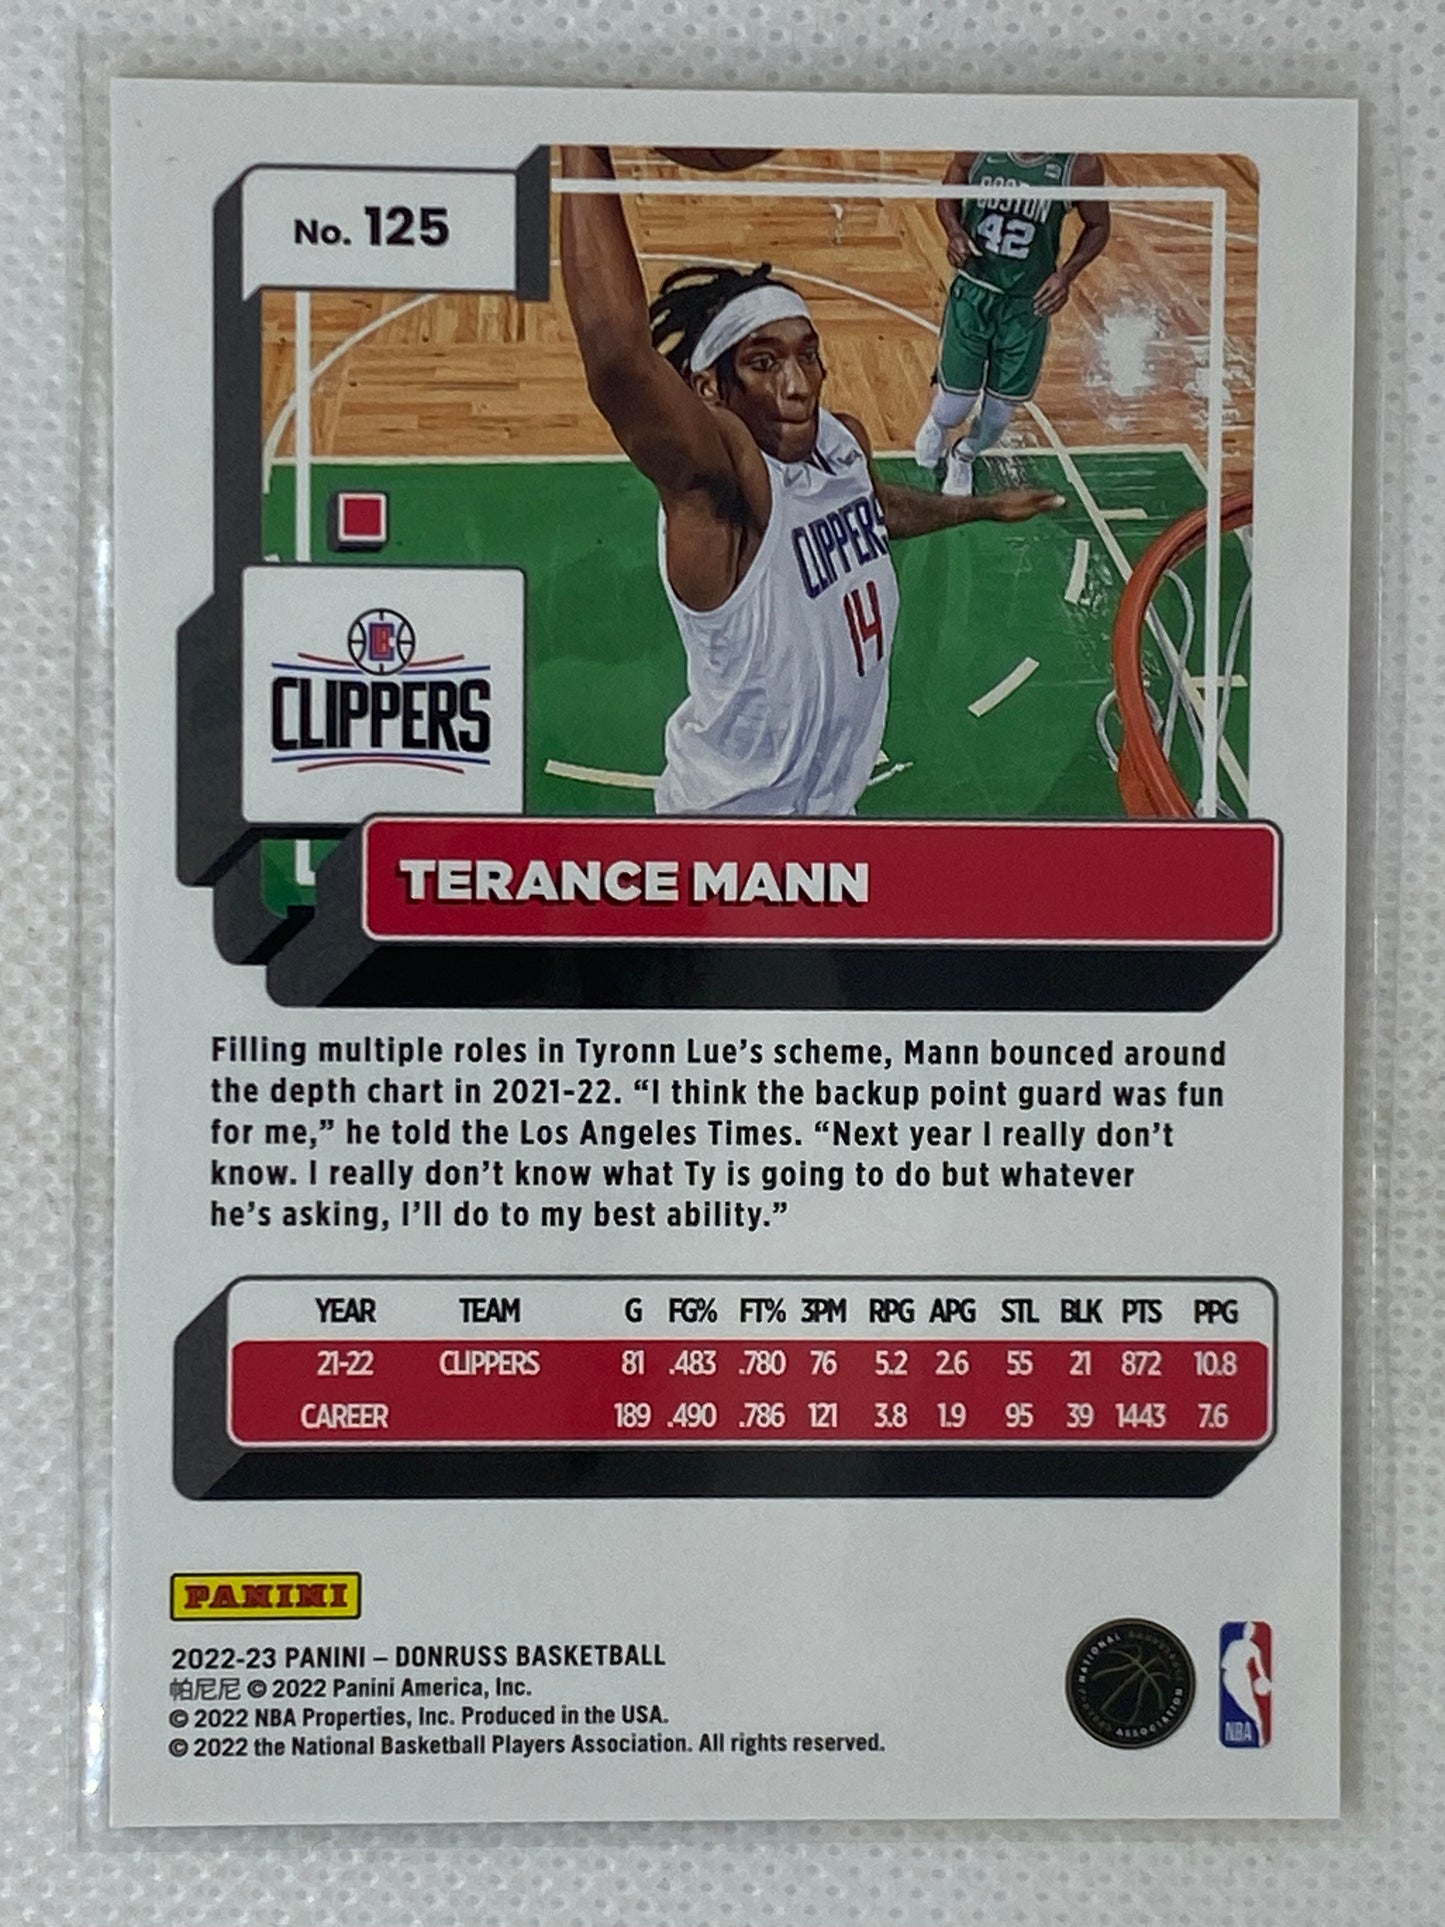 No. 125
BOSTON
42
CLIPPERS
14
CLIPPERS
TERANCE MANN
Filling multiple roles in Tyronn Lue's scheme, Mann bounced around
the depth chart in 2021-22. “I think the backup point guard was fun
for me,” he told the Los Angeles Times. “Next year I really don't
know. I really don't know what Ty is going to do but whatever
he's asking, I'll do to my best ability.”
YEAR TEAM G FG% FT% 3PM RPG APG STL BLK PTS PPG
21-22 CLIPPERS 81 .483 .780 76 5.2 2.6 55 21 872 10.8
CAREER 189 .490 .786 121 3.8 1.9 95 39 1443 7.6
PANINI
2022-23 PANINI – DONRUSS BASKETBALL
帕尼尼 © 2022 Panini America, Inc.
© 2022 NBA Properties, Inc. Produced in the USA.
© 2022 the National Basketball Players Association. All rights reserved.
NATIONAL BASKETBALL PLAYERS ASSOCIATION
NBA